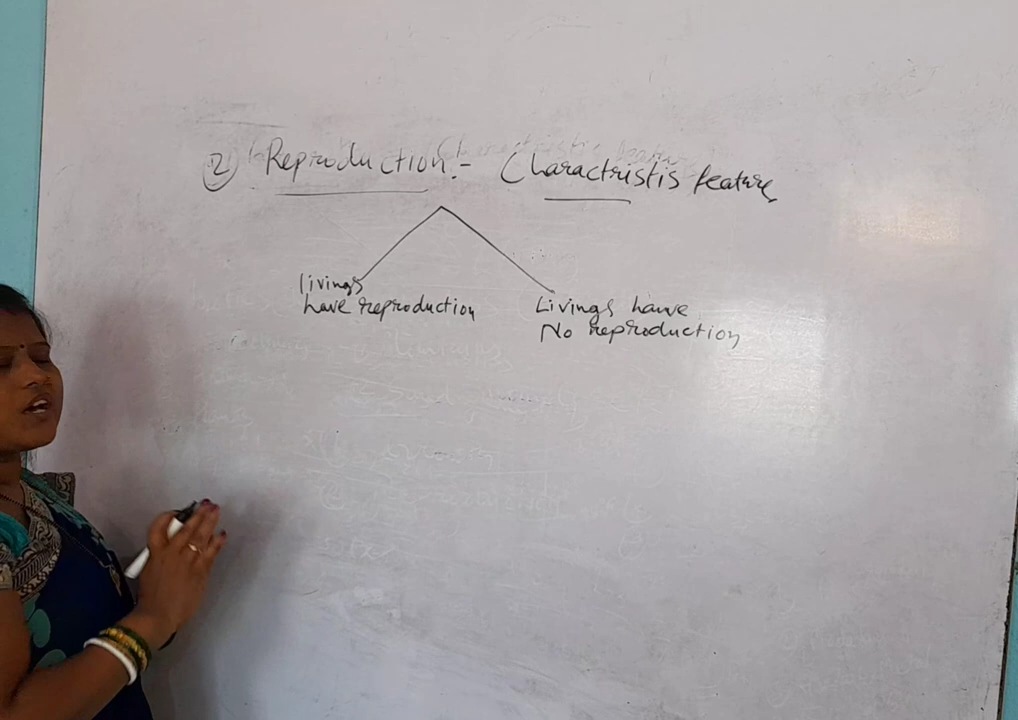 2 Reproduction :- Charactristis feature
livings
have reproduction
Livings have
No reproduction